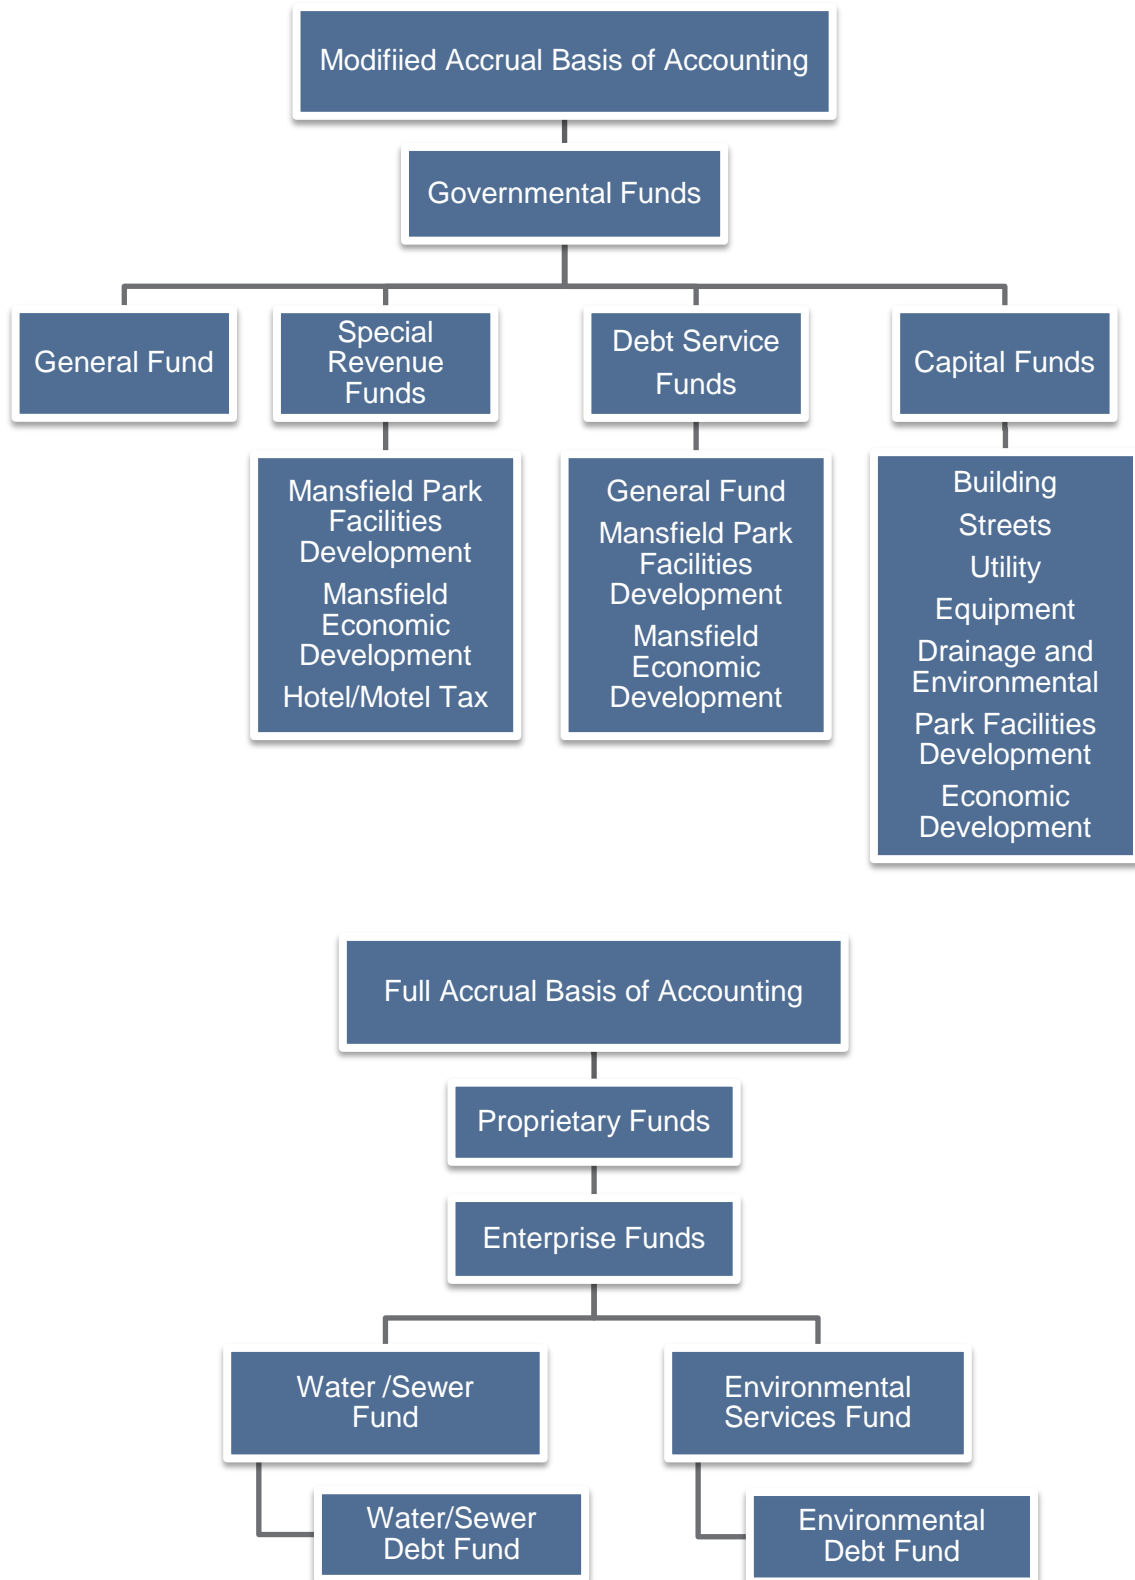 Modifiied Accrual Basis of Accounting
Governmental Funds
General Fund
Special
Revenue
Funds
Debt Service
Funds
Capital Funds
Mansfield Park
Facilities
Development
Mansfield
Economic
Development
Hotel/Motel Tax
General Fund
Mansfield Park
Facilities
Development
Mansfield
Economic
Development
Building
Streets
Utility
Equipment
Drainage and
Environmental
Park Facilities
Development
Economic
Development
Full Accrual Basis of Accounting
Proprietary Funds
Enterprise Funds
Water /Sewer
Fund
Environmental
Services Fund
Water/Sewer
Debt Fund
Environmental
Debt Fund